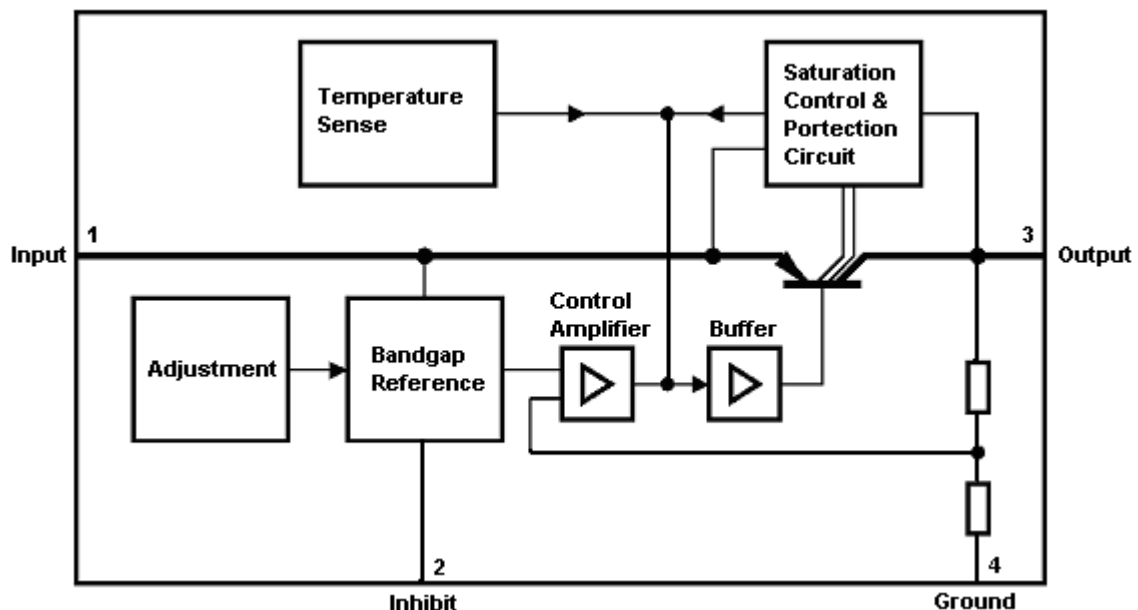 Temperature
Sense
Saturation
Control &
Portection
Circuit
1
3
Input
Output
Control
Amplifier
Buffer
Adjustment
Bandgap
Reference
2
4
Inhibit
Ground